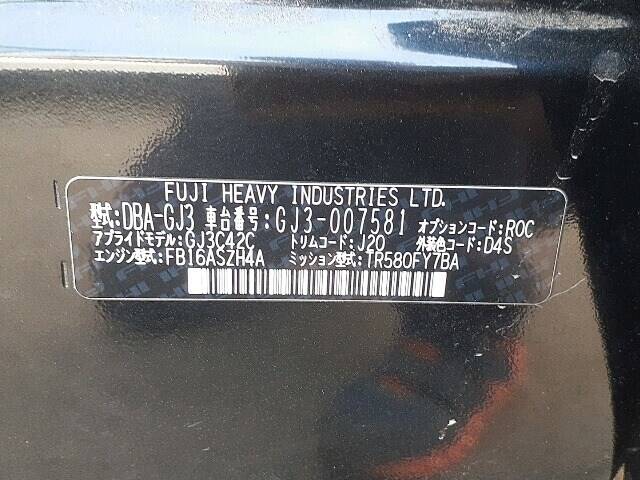 FUJI HEAVY INDUSTRIES LTD.
型式:DBA-GJ3 車台番号:GJ3-007581 オプションコード:ROC
アプライドモデル:GJ3C42C トリムコード:J20 外装色コード:D4S
エンジン型式:FB16ASZH4A ミッション型式:TR580FY7BA